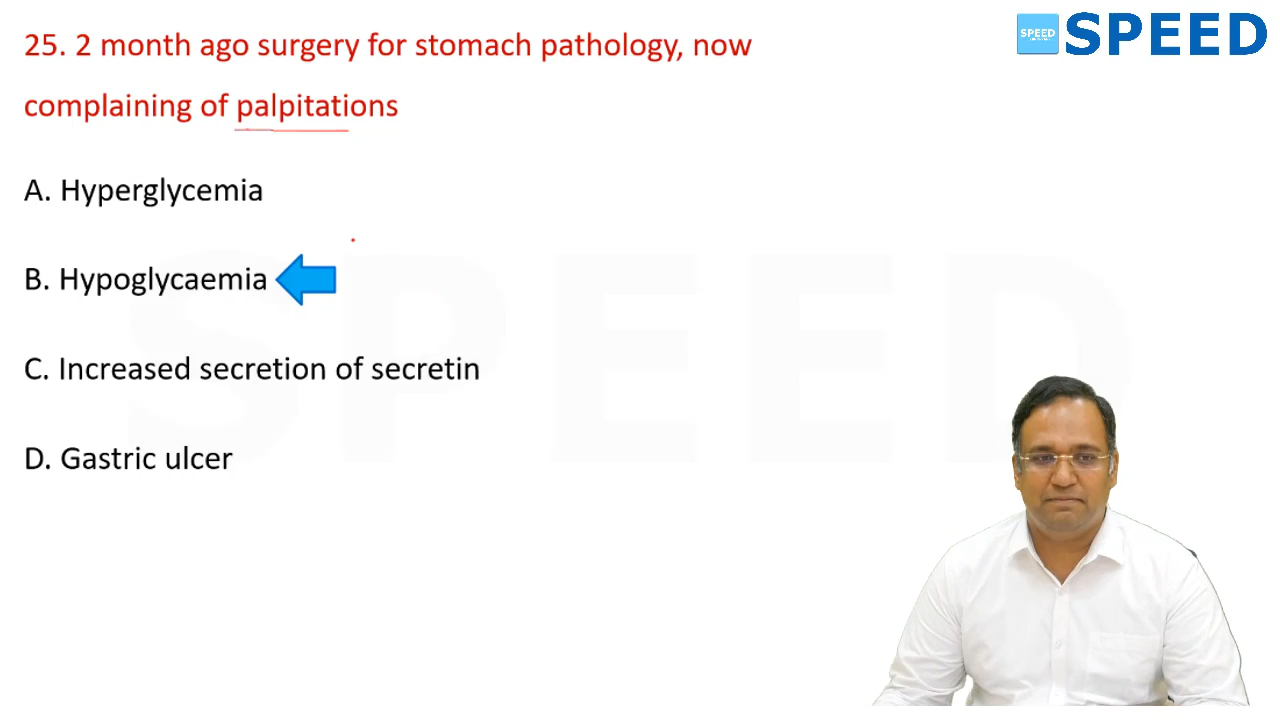 25. 2 month ago surgery for stomach pathology, now
complaining of palpitations
A. Hyperglycemia
B. Hypoglycaemia
C. Increased secretion of secretin
D. Gastric ulcer
SPEED
SPEED
SPEED